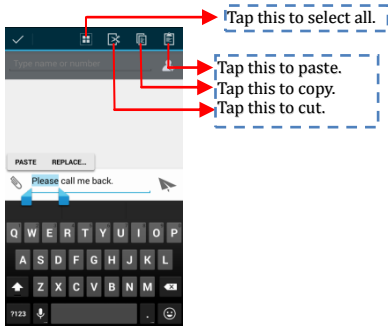 Tap this to select all.
Type name or number
Tap this to paste.
Tap this to copy.
Tap this to cut.
PASTE REPLACE...
Please call me back.
Q W E R T Y U I O P
A S D F G H J K L
Z X C V B N M
?123 .